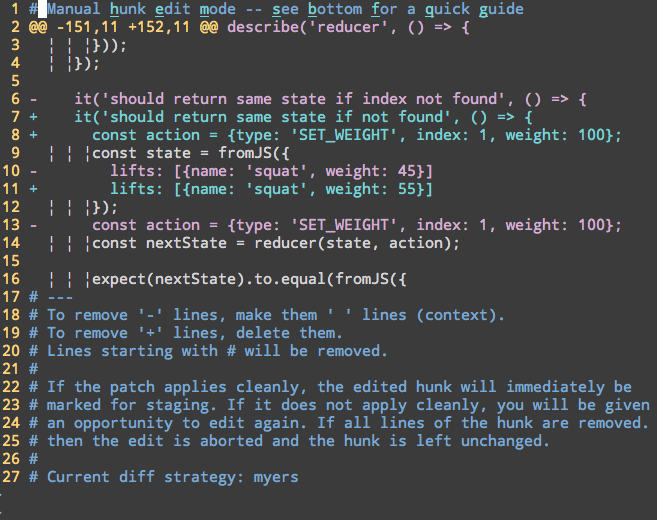 1 # Manual hunk edit mode -- see bottom for a quick guide
2 @@ -151,11 +152,11 @@ describe('reducer', () => {
3 ¦ ¦ ¦}));
4 ¦ ¦});
5
6 - it('should return same state if index not found', () => {
7 + it('should return same state if not found', () => {
8 + const action = {type: 'SET_WEIGHT', index: 1, weight: 100};
9 ¦ ¦ ¦const state = fromJS({
10 - lifts: [{name: 'squat', weight: 45}]
11 + lifts: [{name: 'squat', weight: 55}]
12 ¦ ¦ ¦});
13 - const action = {type: 'SET_WEIGHT', index: 1, weight: 100};
14 ¦ ¦ ¦const nextState = reducer(state, action);
15
16 ¦ ¦ ¦expect(nextState).to.equal(fromJS({
17 # ---
18 # To remove '-' lines, make them ' ' lines (context).
19 # To remove '+' lines, delete them.
20 # Lines starting with # will be removed.
21 #
22 # If the patch applies cleanly, the edited hunk will immediately be
23 # marked for staging. If it does not apply cleanly, you will be given
24 # an opportunity to edit again. If all lines of the hunk are removed.
25 # then the edit is aborted and the hunk is left unchanged.
26 #
27 # Current diff strategy: myers